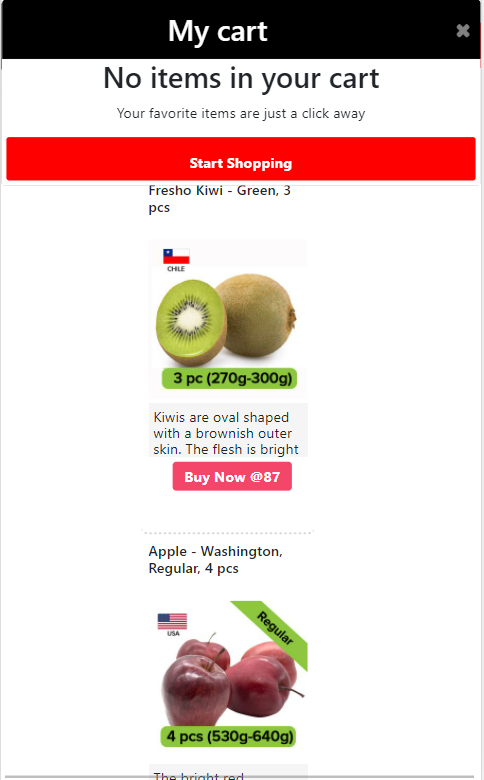 My cart
✖
No items in your cart
Your favorite items are just a click away
Start Shopping
Fresho Kiwi - Green, 3
pcs
CHILE
3 pc (270g-300g)
Kiwis are oval shaped
with a brownish outer
skin. The flesh is bright
Buy Now @87
Apple - Washington,
Regular, 4 pcs
USA
Regular
4 pcs (530g-640g)
The bright red